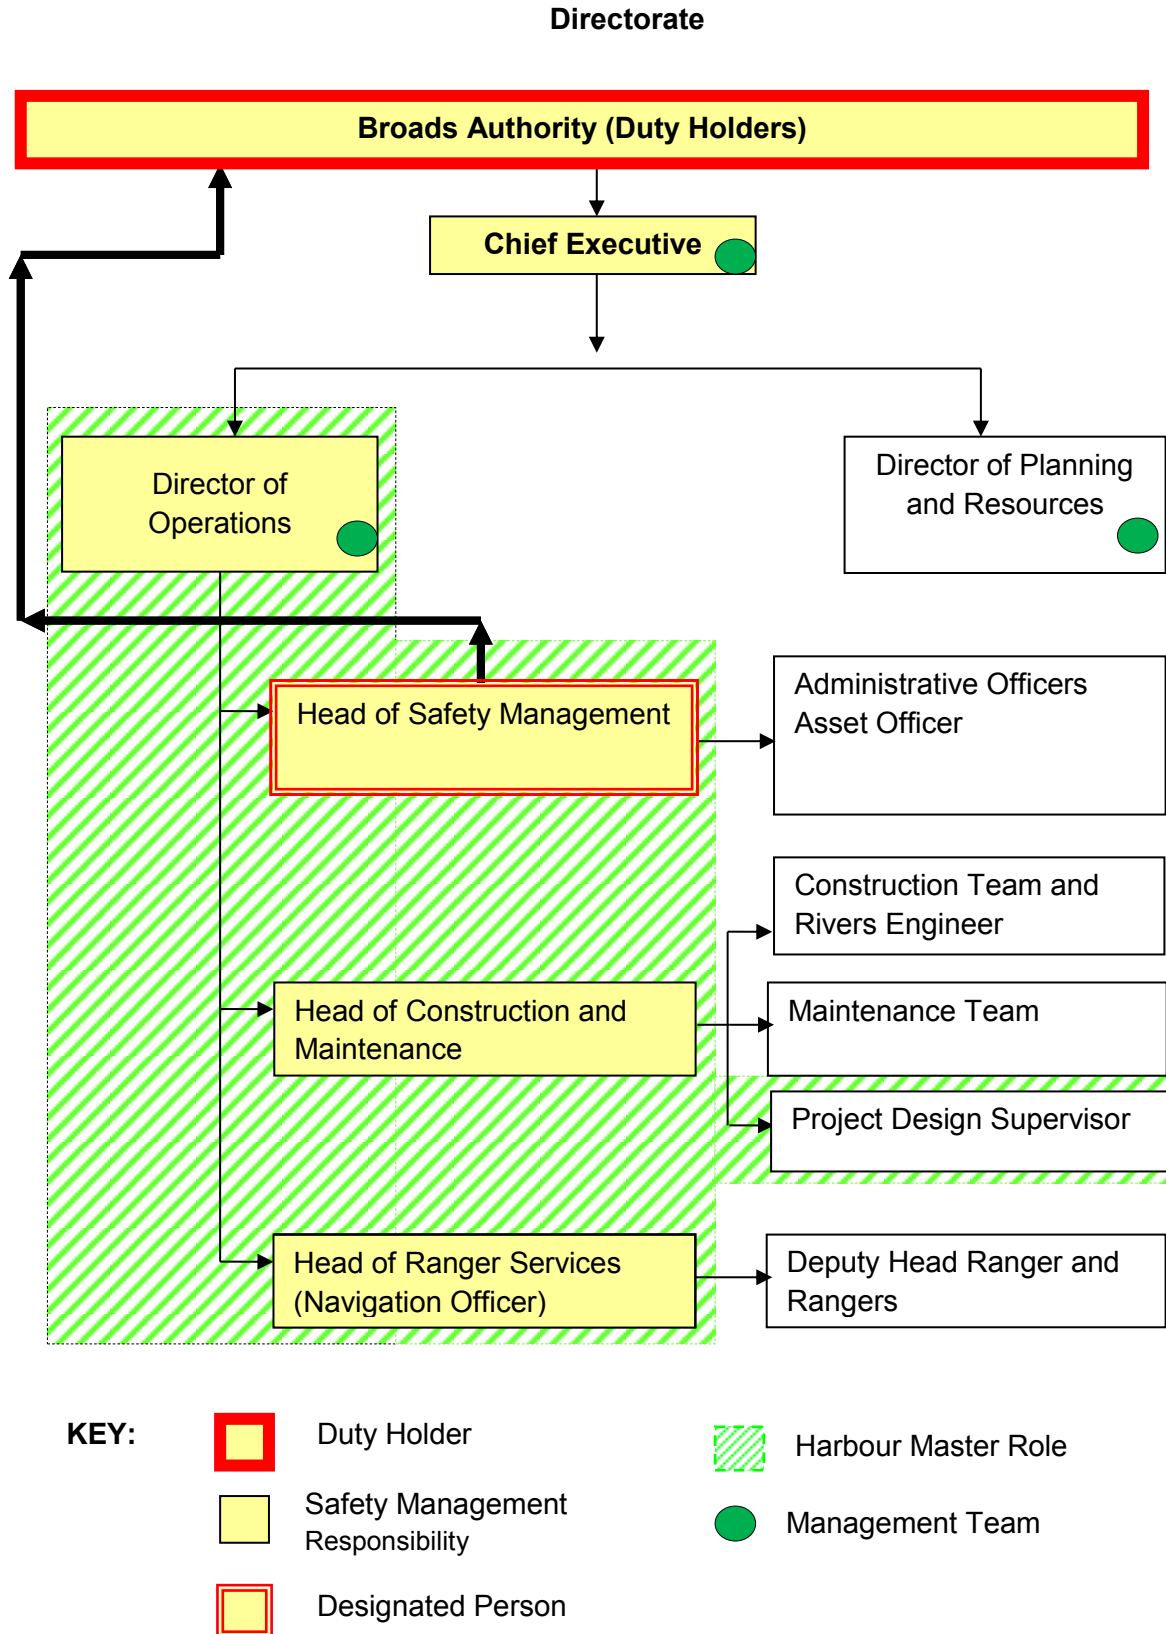 Directorate
Broads Authority (Duty Holders)
Chief Executive
Director of
Operations
Director of Planning
and Resources
Head of Safety Management
Administrative Officers
Asset Officer
Construction Team and
Rivers Engineer
Head of Construction and
Maintenance
Maintenance Team
Project Design Supervisor
Head of Ranger Services
(Navigation Officer)
Deputy Head Ranger and
Rangers
KEY:
Duty Holder
Harbour Master Role
Safety Management
Responsibility
Management Team
Designated Person